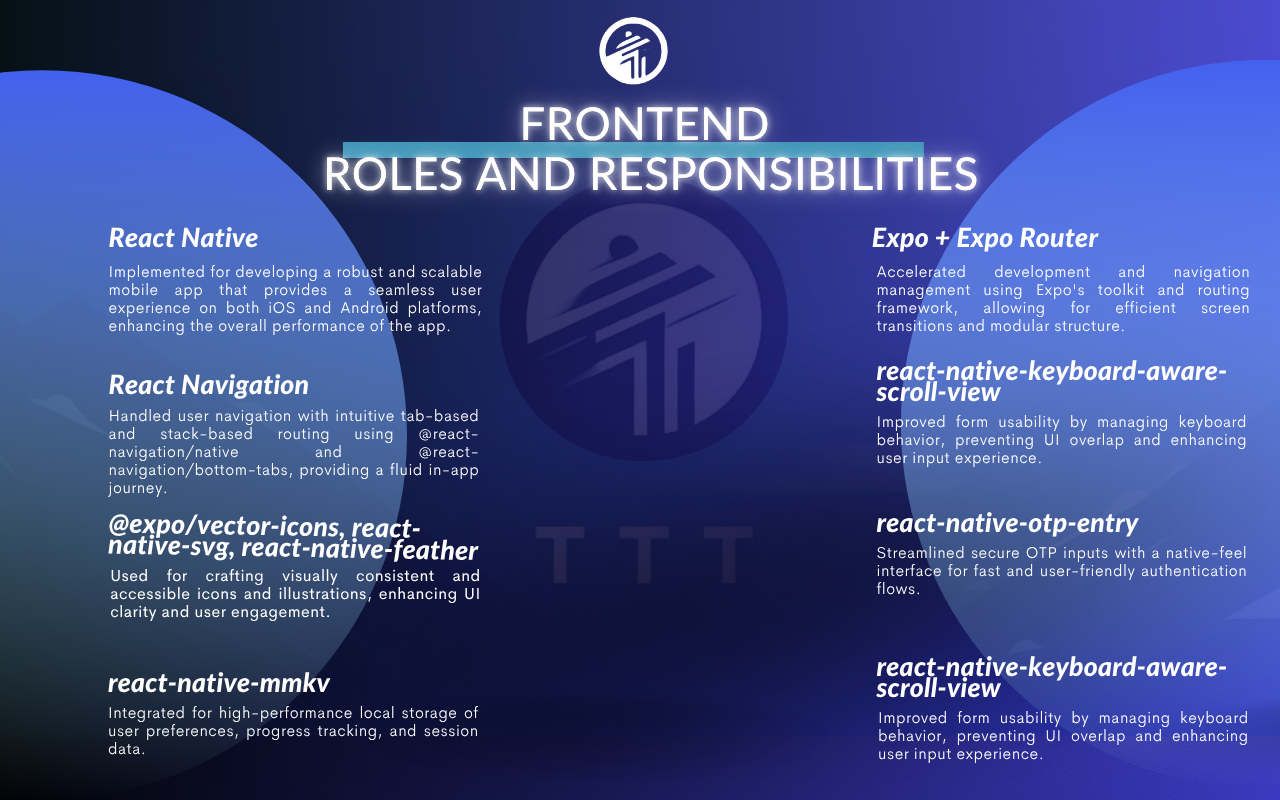 FRONTEND
ROLES AND RESPONSIBILITIES
React Native
Implemented for developing a robust and scalable
mobile app that provides a seamless user
experience on both iOS and Android platforms,
enhancing the overall performance of the app.
React Navigation
Handled user navigation with intuitive tab-based
and stack-based routing using @react-
navigation/native and @react-
navigation/bottom-tabs, providing a fluid in-app
journey.
@expo/vector-icons, react-
native-svg, react-native-feather
Used for crafting visually consistent and
accessible icons and illustrations, enhancing UI
clarity and user engagement.
react-native-mmkv
Integrated for high-performance local storage of
user preferences, progress tracking, and session
data.
TTT
Expo + Expo Router
Accelerated development and navigation
management using Expo's toolkit and routing
framework, allowing for efficient screen
transitions and modular structure.
react-native-keyboard-aware-
scroll-view
Improved form usability by managing keyboard
behavior, preventing UI overlap and enhancing
user input experience.
react-native-otp-entry
Streamlined secure OTP inputs with a native-feel
interface for fast and user-friendly authentication
flows.
react-native-keyboard-aware-
scroll-view
Improved form usability by managing keyboard
behavior, preventing UI overlap and enhancing
user input experience.